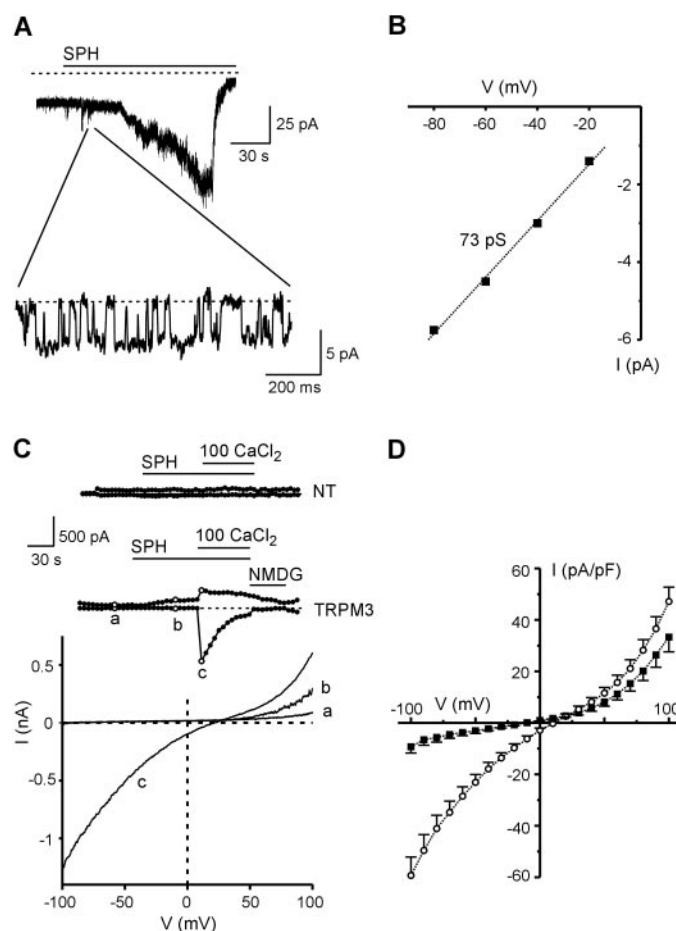 A
SPH
25 pA
30 s
5 pA
200 ms
B
V (mV)
-80 -60 -40 -20
-2
73 pS
-4
-6
I (pA)
C
100 CaCl2
SPH
NT
500 pA
30 s
100 CaCl2
SPH
NMDG
TRPM3
a b
c
I (nA)
0.5
0
-0.5
-1
b
a
c
-100 -50 0 50 100
V (mV)
D
I (pA/pF)
60
40
20
-100 V (mV)
100
-20
-40
-60